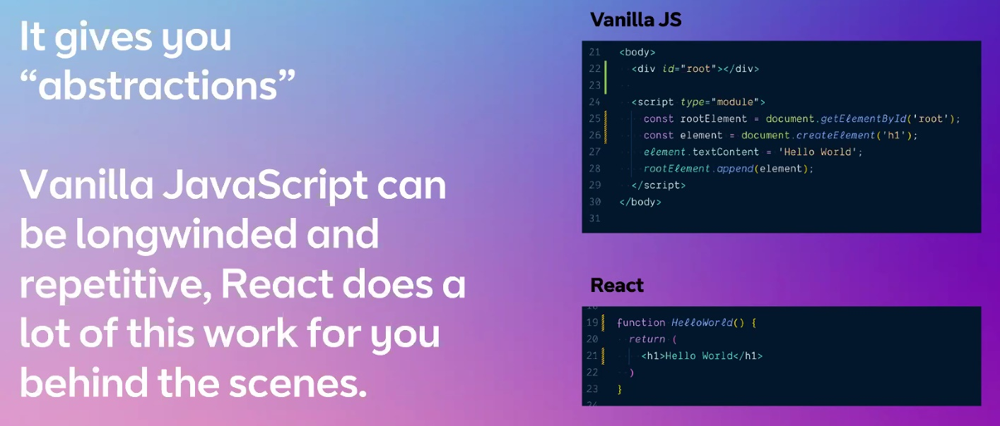 It gives you
“abstractions”
Vanilla JavaScript can
be longwinded and
repetitive, React does a
lot of this work for you
behind the scenes.
Vanilla JS
21 <body>
22 <div id="root"></div>
23
24 <script type="module">
25 const rootElement = document.getElementById('root');
26 const element = document.createElement('h1');
27 element.textContent = 'Hello World';
28 rootElement.append(element);
29 </script>
30 </body>
31
React
19 function HelloWorld() {
20 return (
21 <h1>Hello World</h1>
22 )
23 }